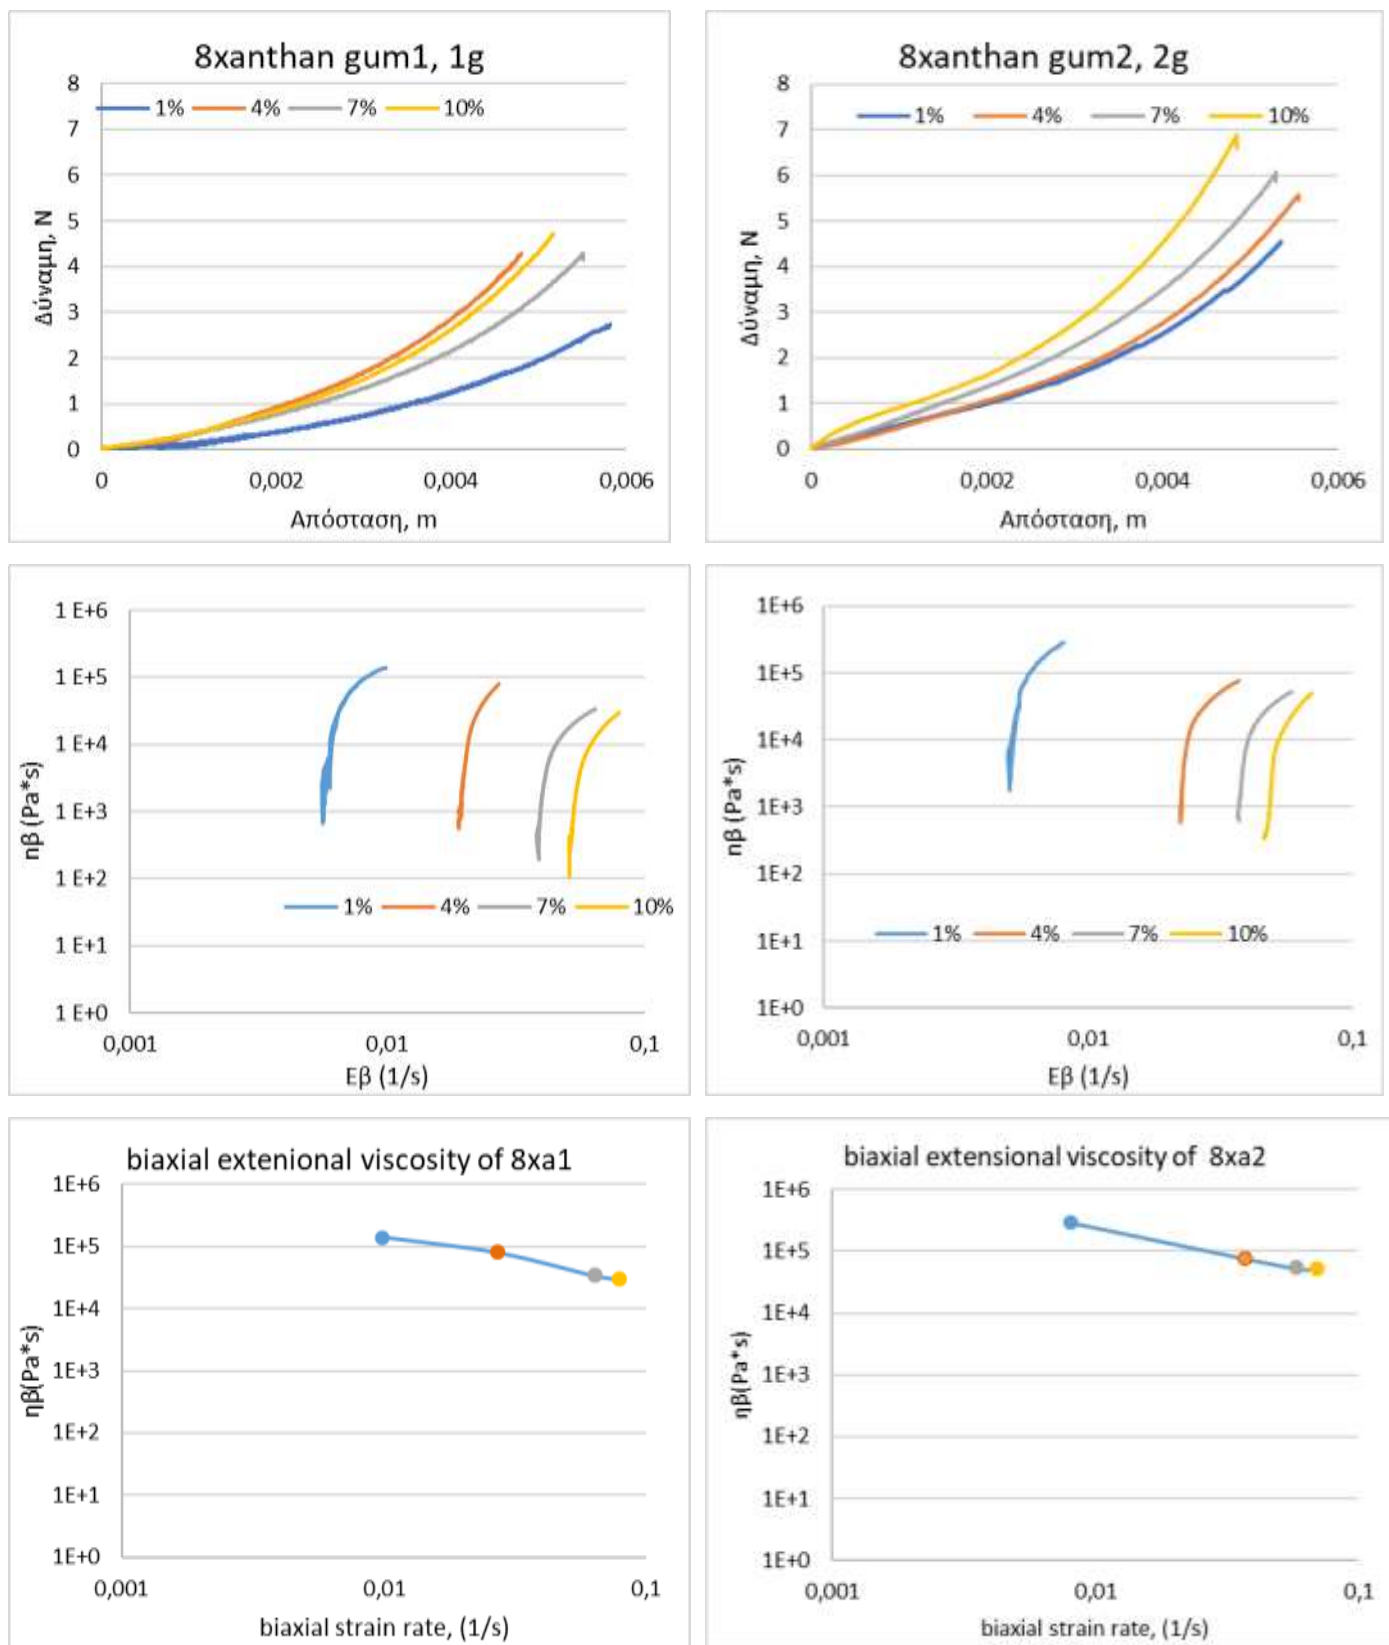 8xanthan gum1, 1g
8
1% 4% 7% 10%
7
6
5
4
3
2
1
0
Δύναμη, N
0 0,002 0,004 0,006
Απόσταση, m
8xanthan gum2, 2g
8
1% 4% 7% 10%
7
6
5
4
3
2
1
0
Δύναμη, N
0 0,002 0,004 0,006
Απόσταση, m
1 E+6
1 E+5
1 E+4
1 E+3
1 E+2
1% 4% 7% 10%
1 E+1
1 E+0
nβ (Pa*s)
0,001 0,01 0,1
Eβ (1/s)
1E+6
1E+5
1E+4
1E+3
1E+2
1% 4% 7% 10%
1E+1
1E+0
nβ (Pa*s)
0,001 0,01 0,1
Eβ (1/s)
biaxial extenional viscosity of 8xa1
1E+6
1E+5
1E+4
1E+3
1E+2
1E+1
1E+0
ηβ(Pa*s)
0,001 0,01 0,1
biaxial strain rate, (1/s)
biaxial extensional viscosity of 8xa2
1E+6
1E+5
1E+4
1E+3
1E+2
1E+1
1E+0
ηβ(Pa*s)
0,001 0,01 0,1
biaxial strain rate, (1/s)